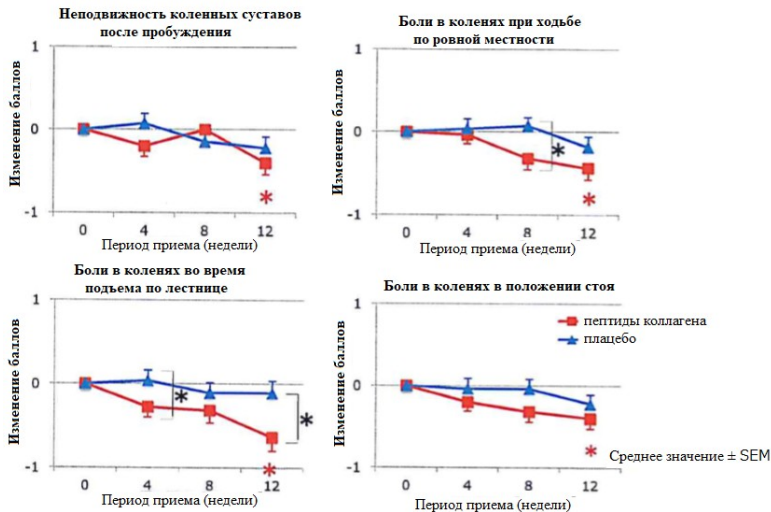 Неподвижность коленных суставов
после пробуждения
1
0
-1
Изменение баллов
*
0 4 8 12
Период приема (недели)
Боли в коленях при ходьбе
по ровной местности
1
0
-1
Изменение баллов
*
*
0 4 8 12
Период приема (недели)
Боли в коленях во время
подъема по лестнице
1
0
-1
Изменение баллов
*
*
*
0 4 8 12
Период приема (недели)
Боли в коленях в положении стоя
1
0
-1
Изменение баллов
пептиды коллагена
плацебо
* Среднее значение ± SEM
0 4 8 12
Период приема (недели)